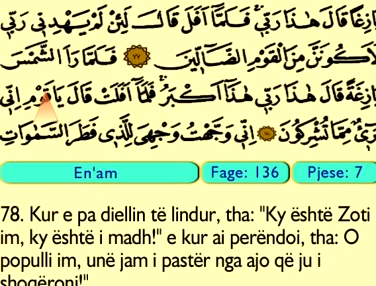 بَازِغًا قَالَ هَٰذَا رَبِّي فَلَمَّا أَفَلَ قَالَ لَئِنْ لَمْ يَهْدِنِي رَبِّي
لَأَكُونَنَّ مِنَ الْقَوْمِ الضَّالِّينَ ٧٧ فَلَمَّا رَأَا الشَّمْسَ
بَازِغَةً قَالَ هَٰذَا رَبِّي هَٰذَا أَكْبَرُ فَلَمَّا أَفَلَتْ قَالَ يَا قَوْمِ إِنِّي
بَرِيءٌ مِمَّا تُشْرِكُونَ ٧٨ إِنِّي وَجَّهْتُ وَجْهِيَ لِلَّذِي فَطَرَ السَّمَوَاتِ
En'am Fage: 136 Pjese: 7
78. Kur e pa diellin të lindur, tha: "Ky është Zoti
im, ky është i madh!" e kur ai perëndoi, tha: O
populli im, unë jam i pastër nga ajo që ju i
shoqëroni!"